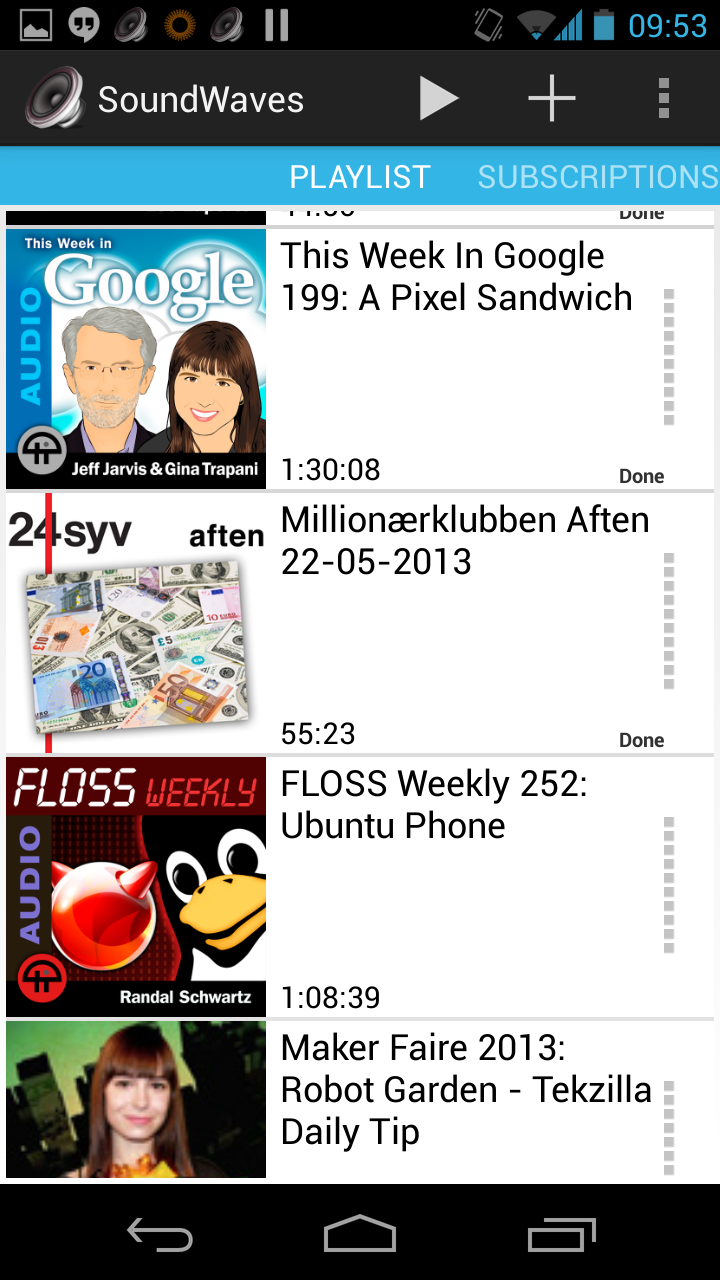 09:53
SoundWaves
PLAYLIST SUBSCRIPTIONS
Done
This Week in
Google
AUDIO
Jeff Jarvis & Gina Trapani
This Week In Google
199: A Pixel Sandwich
1:30:08
Done
24syv aften
Millionærklubben Aften
22-05-2013
55:23
Done
FLOSS WEEKLY
AUDIO
Randal Schwartz
FLOSS Weekly 252:
Ubuntu Phone
1:08:39
Maker Faire 2013:
Robot Garden - Tekzilla
Daily Tip